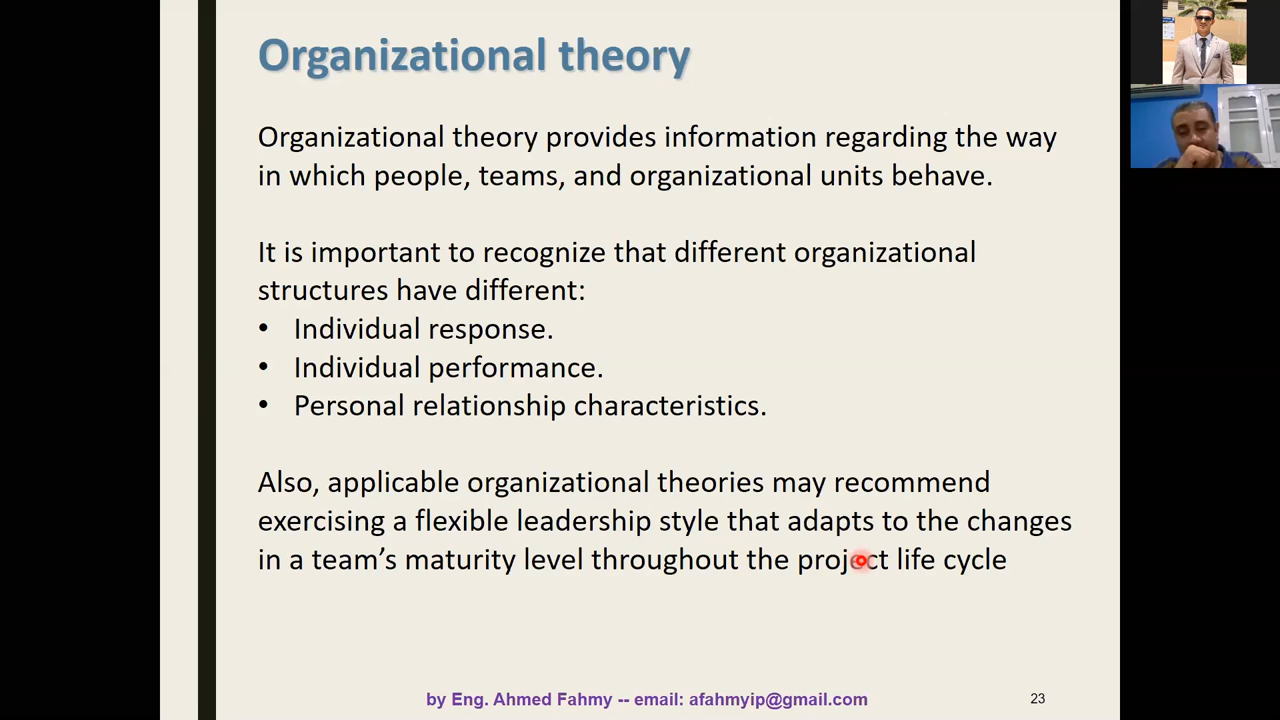 Organizational theory
Organizational theory provides information regarding the way
in which people, teams, and organizational units behave.
It is important to recognize that different organizational
structures have different:
• Individual response.
• Individual performance.
• Personal relationship characteristics.
Also, applicable organizational theories may recommend
exercising a flexible leadership style that adapts to the changes
in a team’s maturity level throughout the project life cycle
by Eng. Ahmed Fahmy -- email: afahmyip@gmail.com
23